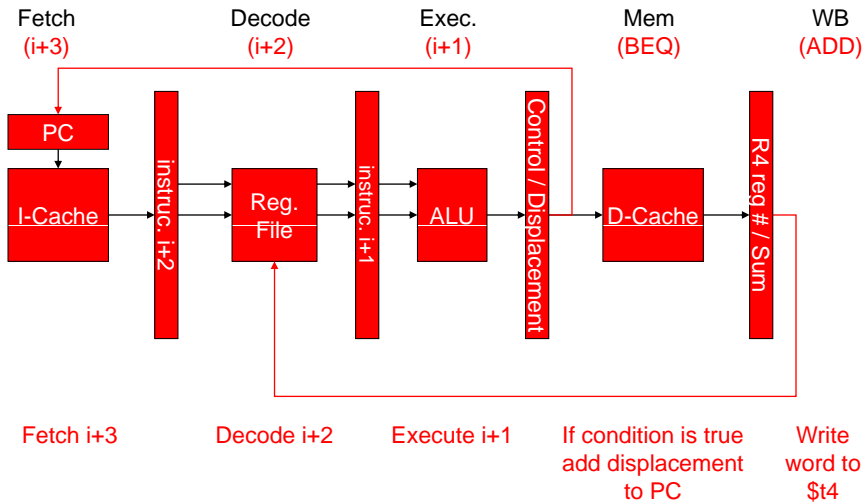 Fetch
(i+3)
Decode
(i+2)
Exec.
(i+1)
Mem
(BEQ)
WB
(ADD)
PC
I-Cache
instruc. i+2
Reg.
File
instruc. i+1
ALU
Control / Displacement
D-Cache
R4 reg # / Sum
Fetch i+3
Decode i+2
Execute i+1
If condition is true
add displacement
to PC
Write
word to
$t4